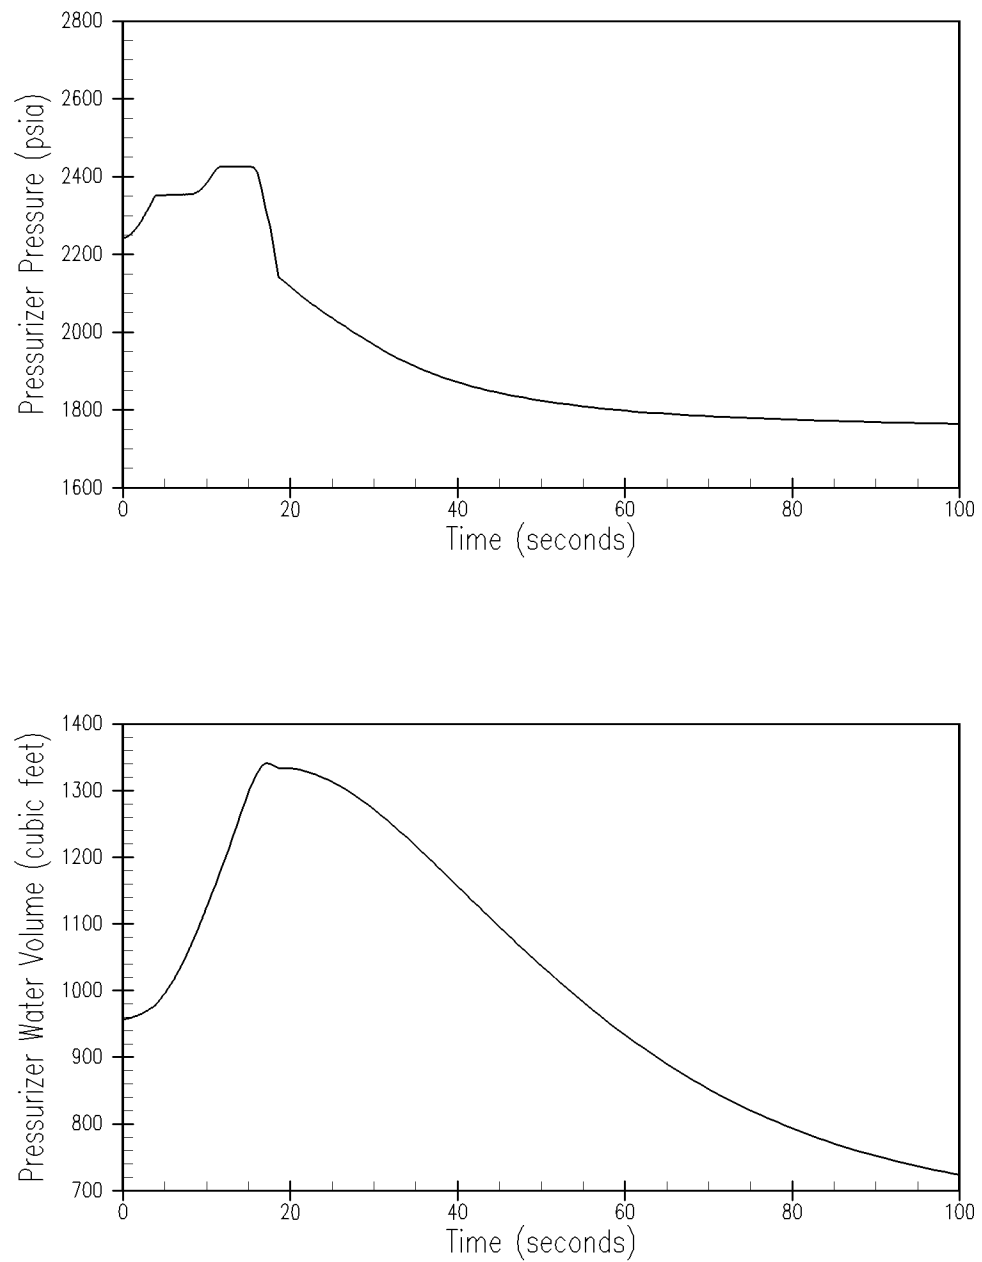 2800
2600
2400
2200
2000
1800
1600
Pressurizer Pressure (psia)
0 20 40 60 80 100
Time (seconds)
1400
1300
1200
1100
1000
900
800
700
Pressurizer Water Volume (cubic feet)
0 20 40 60 80 100
Time (seconds)